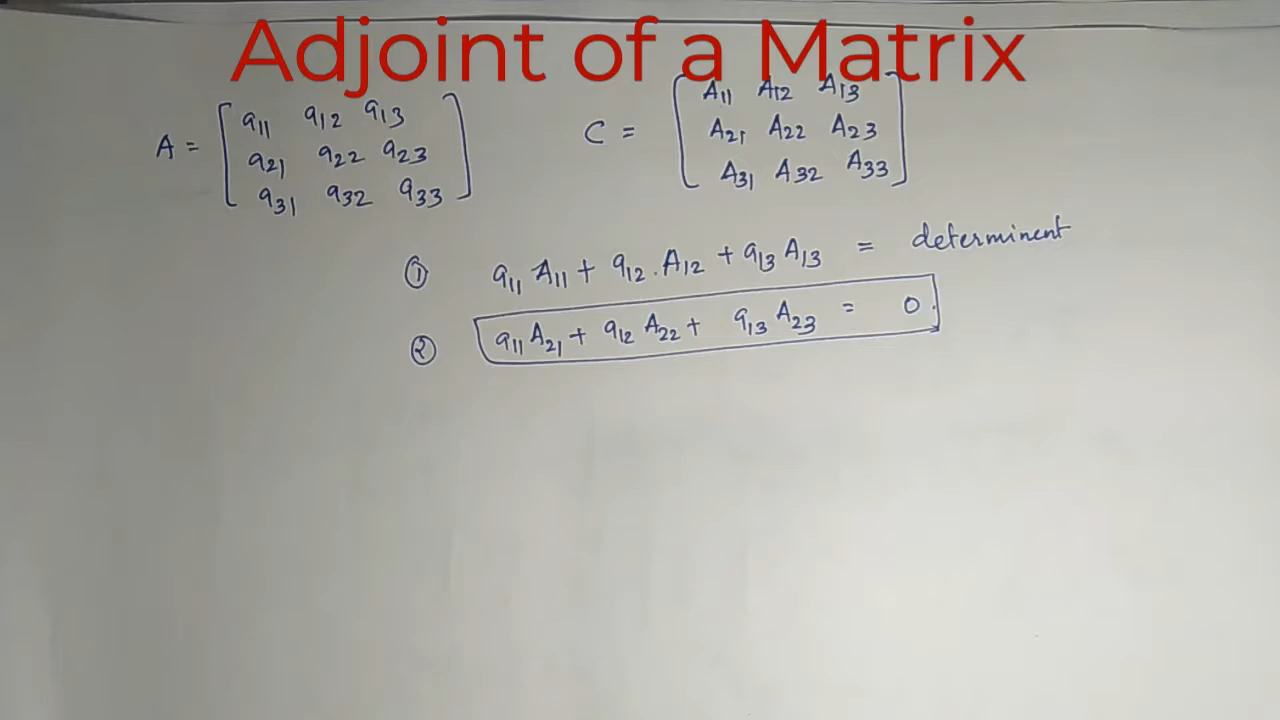 Adjoint of a Matrix
A = [ a11 a12 a13
a21 a22 a23
a31 a32 a33 ]
C = [ A11 A12 A13
A21 A22 A23
A31 A32 A33 ]
① a11 A11 + a12 . A12 + a13 A13 = determinent
② a11 A21 + a12 A22 + a13 A23 = 0.